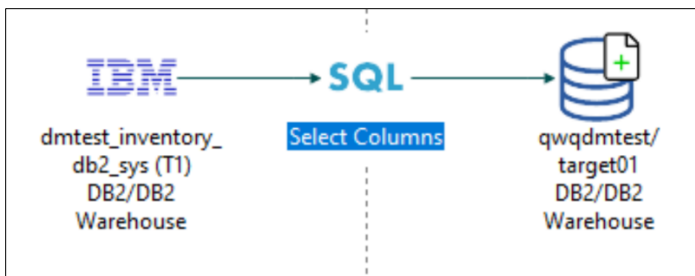 IBM
SQL
dmtest_inventory_
db2_sys (T1)
DB2/DB2
Warehouse
Select Columns
qwqdmtest/
target01
DB2/DB2
Warehouse